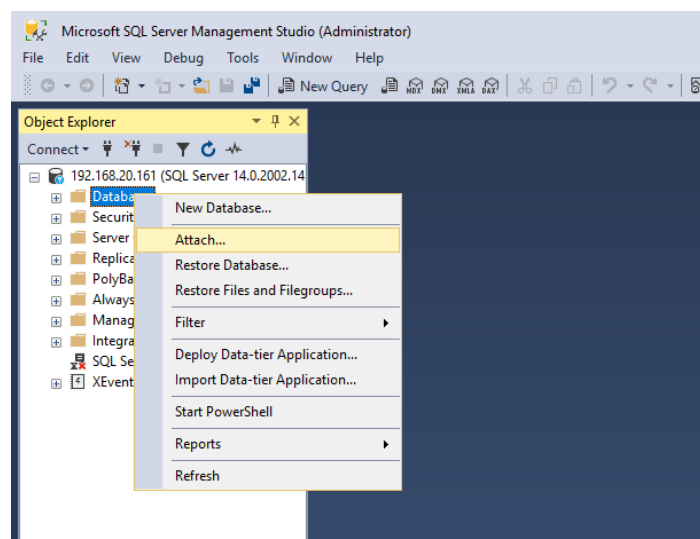 Microsoft SQL Server Management Studio (Administrator)
File Edit View Debug Tools Window Help
New Query MDX DMX XMLA DAX
Object Explorer
Connect
192.168.20.161 (SQL Server 14.0.2002.14
Databa
New Database...
Securit
Server
Attach...
Replica
Restore Database...
PolyBa
Restore Files and Filegroups...
Always
Manag
Filter
Integra
SQL Se
Deploy Data-tier Application...
XEvent
Import Data-tier Application...
Start PowerShell
Reports
Refresh